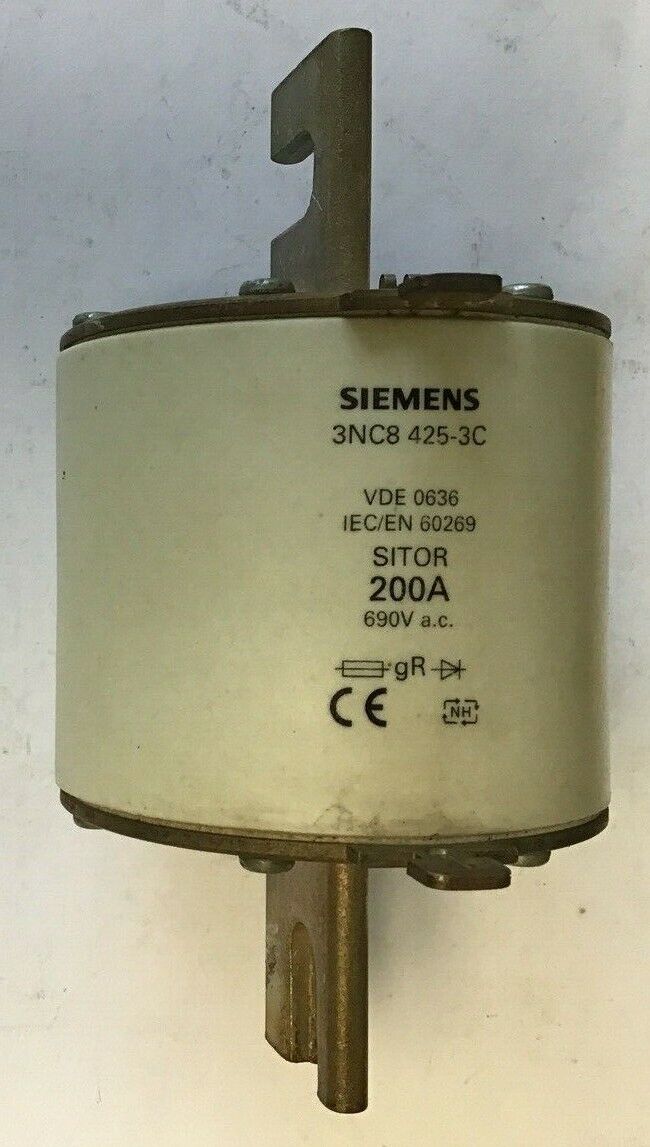 SIEMENS
3NC8 425-3C
VDE 0636
IEC/EN 60269
SITOR
200A
690V a.c.
gR
CE NH